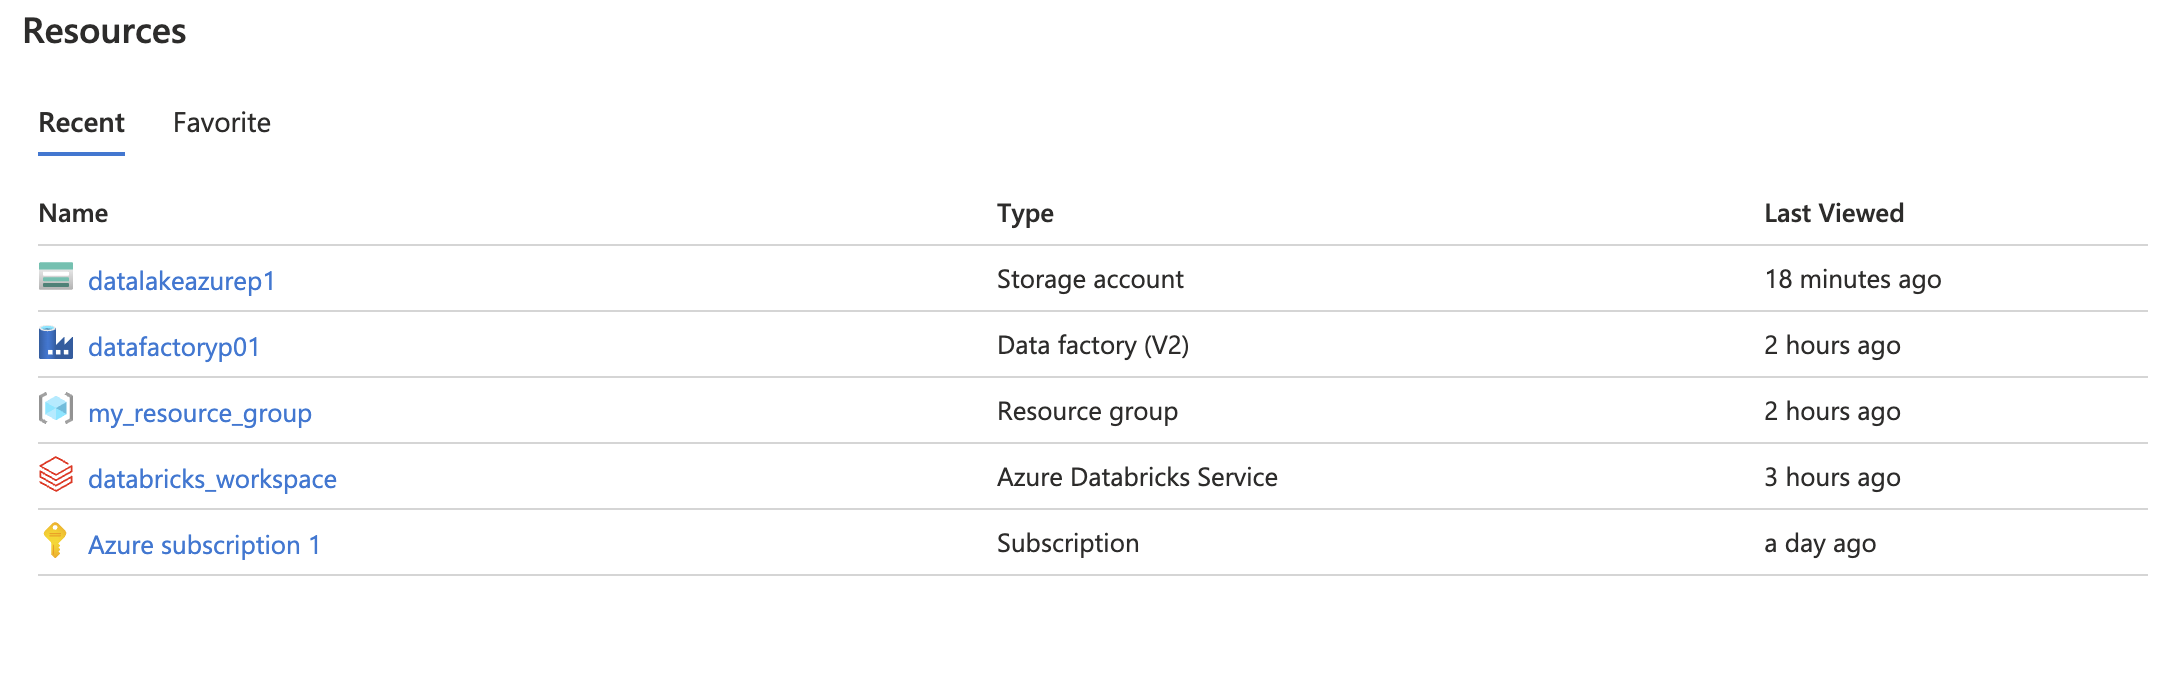 Resources
Recent Favorite
Name Type Last Viewed
datalakeazurep1 Storage account 18 minutes ago
datafactoryp01 Data factory (V2) 2 hours ago
my_resource_group Resource group 2 hours ago
databricks_workspace Azure Databricks Service 3 hours ago
Azure subscription 1 Subscription a day ago